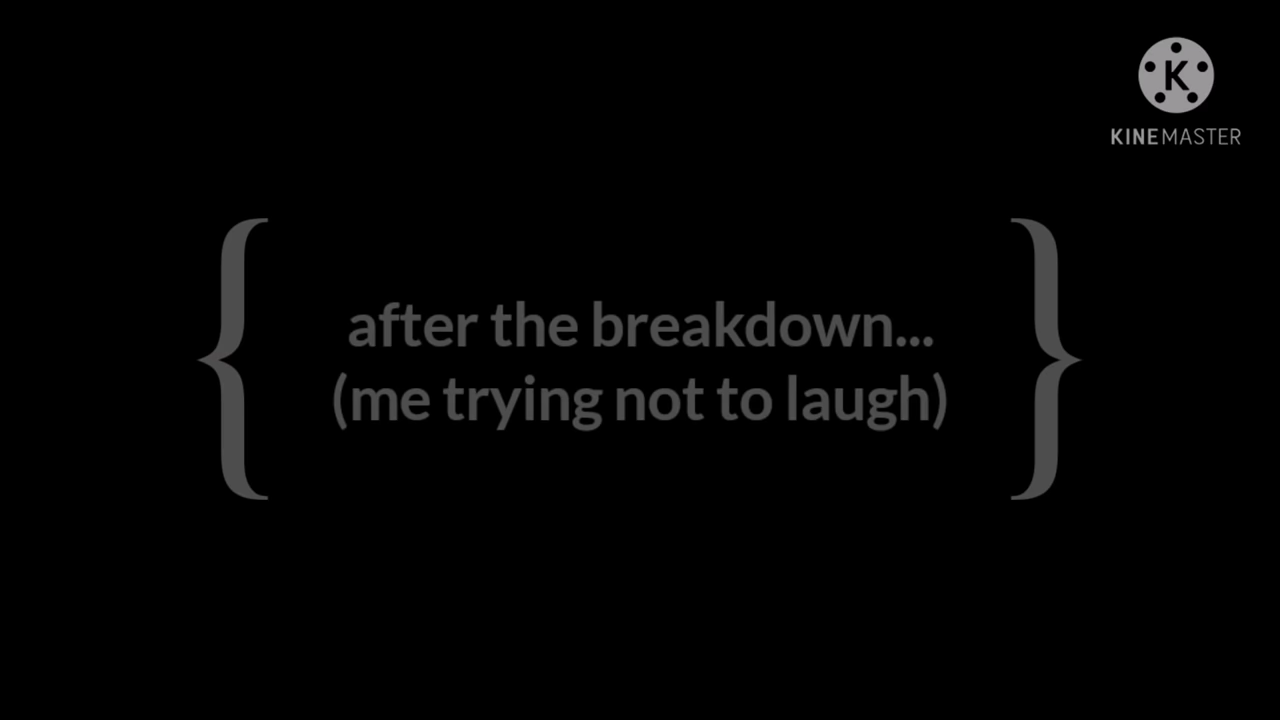 K
KINEMASTER
{ after the breakdown... }
(me trying not to laugh)